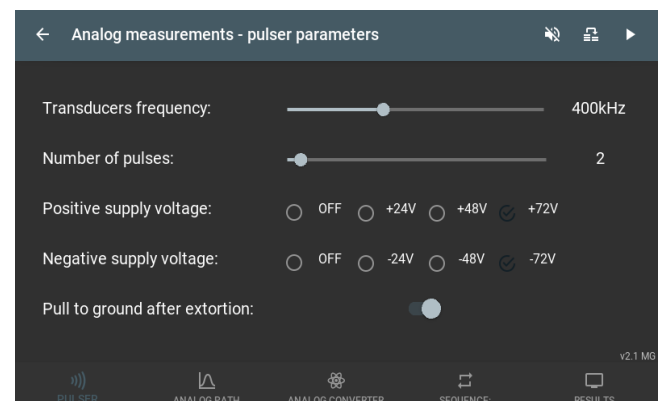 Analog measurements - pulser parameters
Transducers frequency: 400kHz
Number of pulses: 2
Positive supply voltage: OFF +24V +48V +72V
Negative supply voltage: OFF -24V -48V -72V
Pull to ground after extortion:
v2.1 MG
PULSER ANALOG PATH ANALOG CONVERTER SEQUENCE: RESULTS